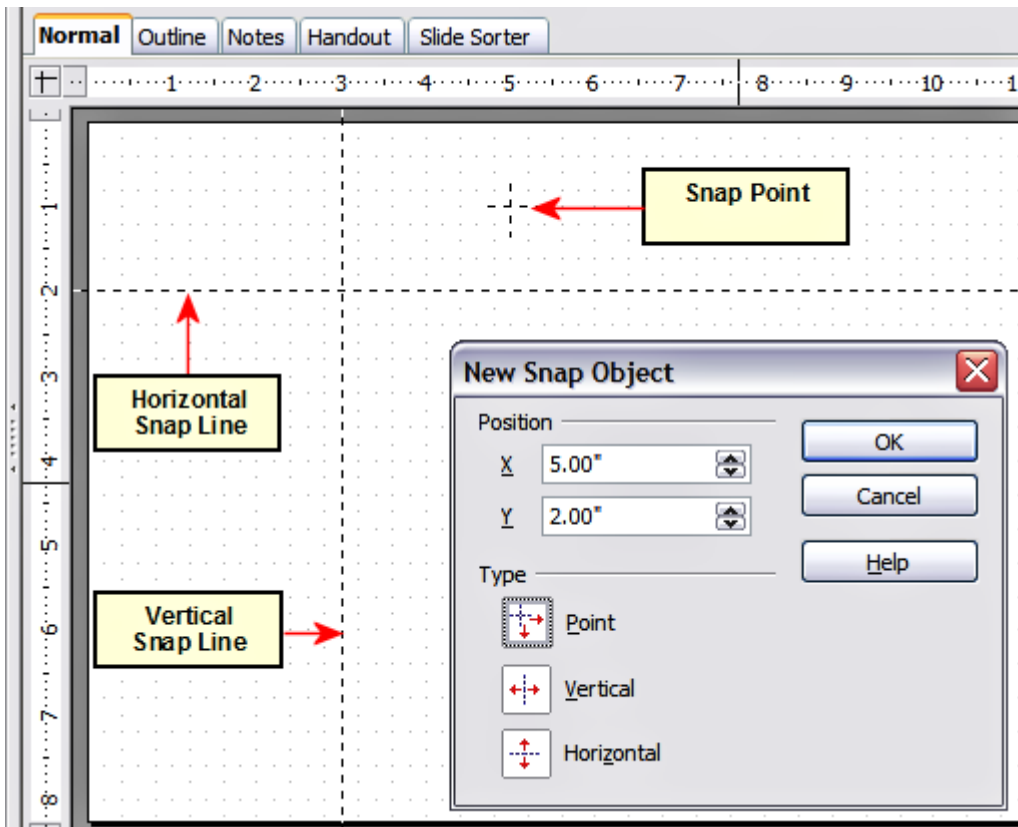 Normal Outline Notes Handout Slide Sorter
1 2 3 4 5 6 7 8 9 10 1
1
2
3
4
5
6
7
8
Snap Point
Horizontal
Snap Line
Vertical
Snap Line
New Snap Object
Position
X 5.00"
Y 2.00"
OK
Cancel
Help
Type
Point
Vertical
Horizontal